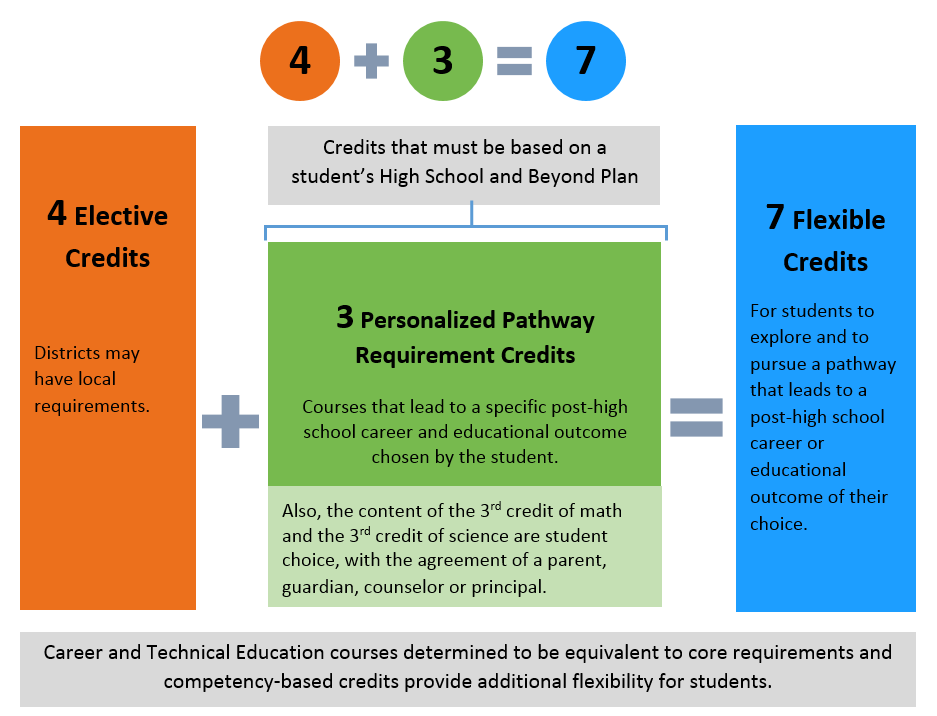 4 + 3 = 7
Credits that must be based on a
student’s High School and Beyond Plan
4 Elective
Credits
Districts may
have local
requirements.
+
3 Personalized Pathway
Requirement Credits
Courses that lead to a specific post-high
school career and educational outcome
chosen by the student.
Also, the content of the 3rd credit of math
and the 3rd credit of science are student
choice, with the agreement of a parent,
guardian, counselor or principal.
=
7 Flexible
Credits
For students to
explore and to
pursue a pathway
that leads to a
post-high school
career or
educational
outcome of their
choice.
Career and Technical Education courses determined to be equivalent to core requirements and
competency-based credits provide additional flexibility for students.